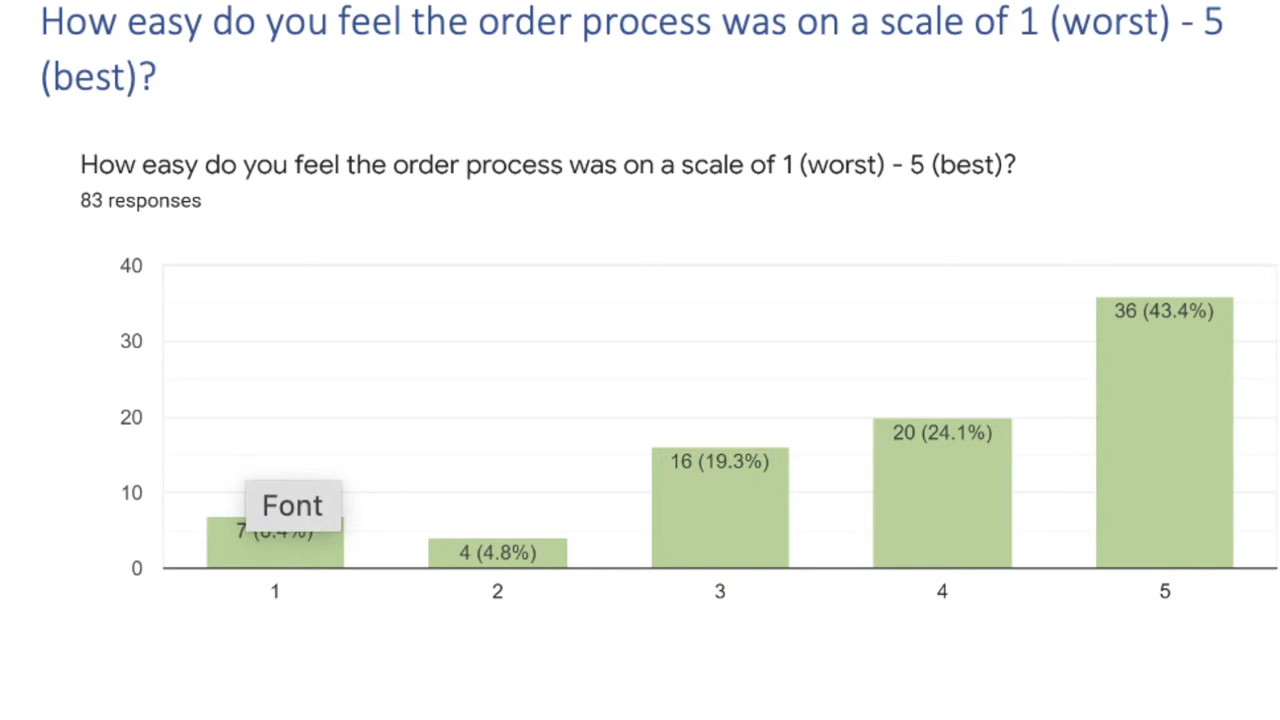 How easy do you feel the order process was on a scale of 1 (worst) - 5
(best)?
How easy do you feel the order process was on a scale of 1 (worst) - 5 (best)?
83 responses
40
30
20
10
0
36 (43.4%)
20 (24.1%)
16 (19.3%)
Font
7 (8.4%)
4 (4.8%)
1 2 3 4 5